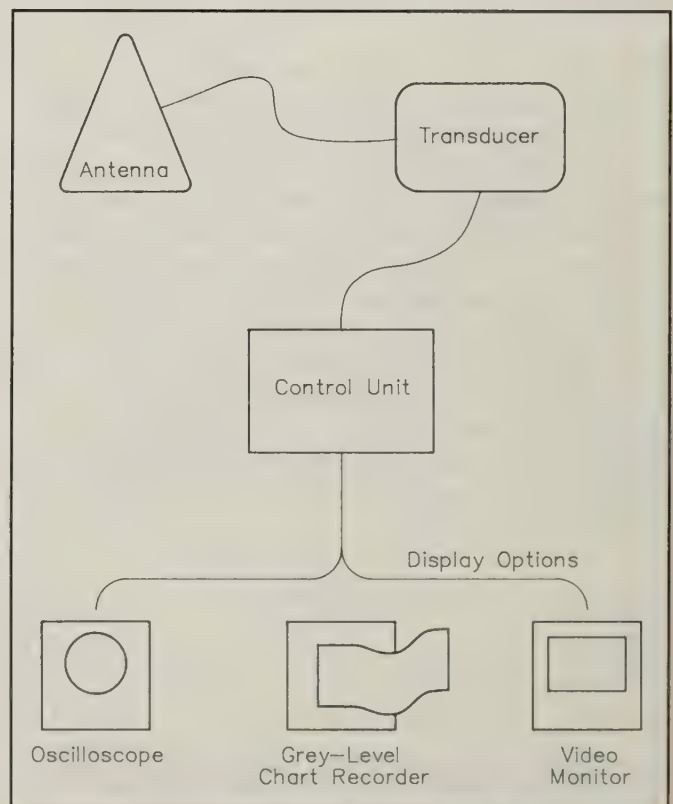 Antenna
Transducer
Control Unit
Display Options
Oscilloscope
Grey-Level
Chart Recorder
Video
Monitor